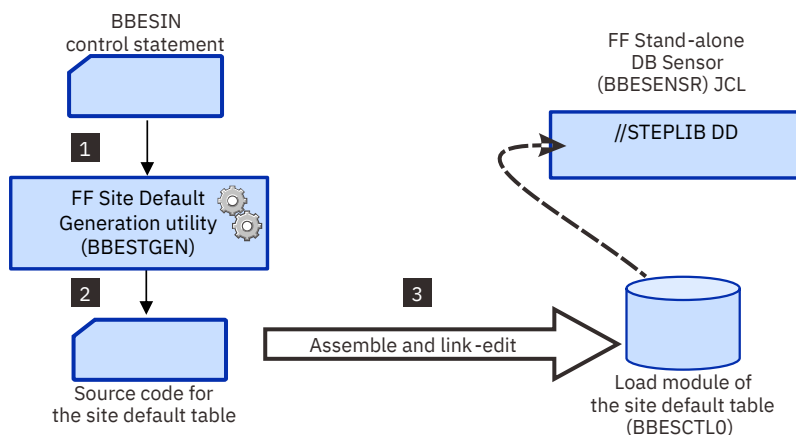 BBESIN
control statement
1
FF Site Default
Generation utility
(BBESTGEN)
2
Source code for
the site default table
3
Assemble and link-edit
FF Stand-alone
DB Sensor
(BBESENSR) JCL
//STEPLIB DD
Load module of
the site default table
(BBESCTL0)